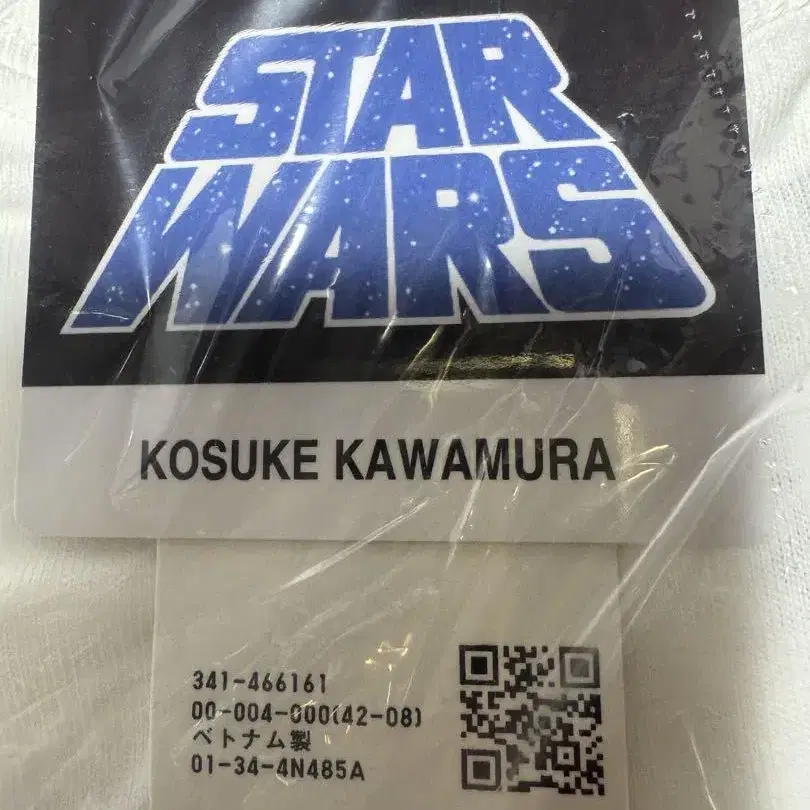 STAR
WARS
KOSUKE KAWAMURA
341-466161
00-004-000(42-08)
ベトナム製
01-34-4N485A